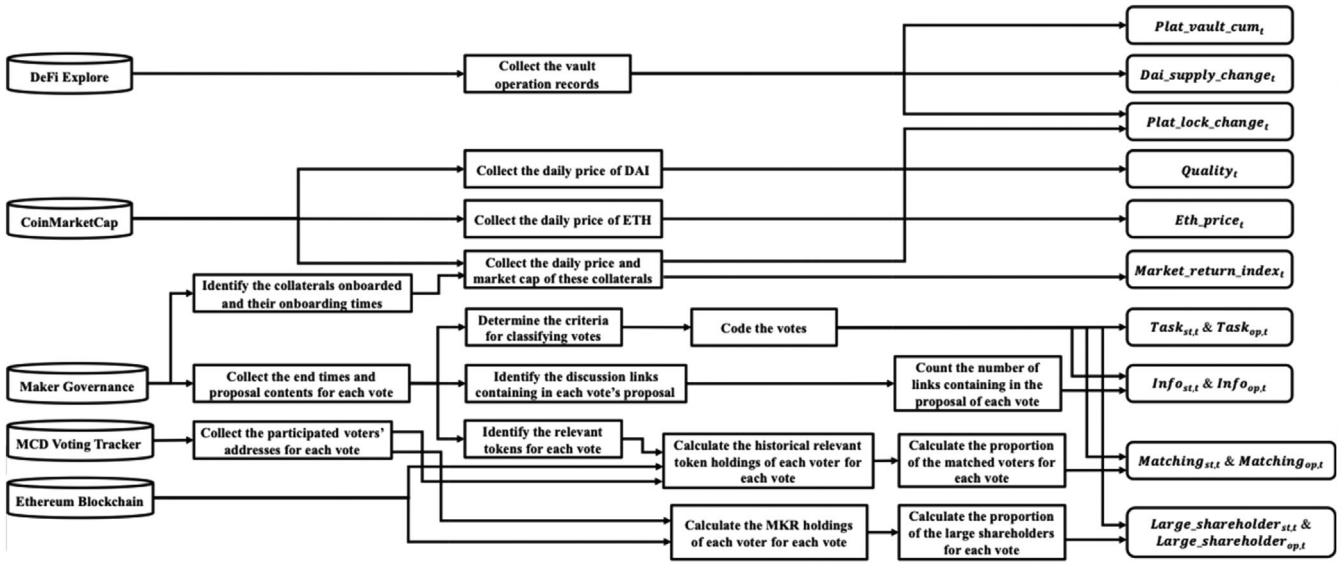 Plat_vault_cum_t
DeFi Explore
Collect the vault
operation records
Dai_supply_change_t
Plat_lock_change_t
Collect the daily price of DAI
Quality_t
CoinMarketCap
Collect the daily price of ETH
Eth_price_t
Collect the daily price and
market cap of these collaterals
Market_return_index_t
Identify the collaterals onboarded
and their onboarding times
Determine the criteria
for classifying votes
Code the votes
Task_st,t & Task_op,t
Maker Governance
Collect the end times and
proposal contents for each vote
Identify the discussion links
containing in each vote's proposal
Count the number of
links containing in the
proposal of each vote
Info_st,t & Info_op,t
MCD Voting Tracker
Collect the participated voters'
addresses for each vote
Identify the relevant
tokens for each vote
Calculate the historical relevant
token holdings of each voter for
each vote
Calculate the proportion
of the matched voters for
each vote
Matching_st,t & Matching_op,t
Ethereum Blockchain
Calculate the MKR holdings
of each voter for each vote
Calculate the proportion
of the large shareholders
for each vote
Large_shareholder_st,t &
Large_shareholder_op,t